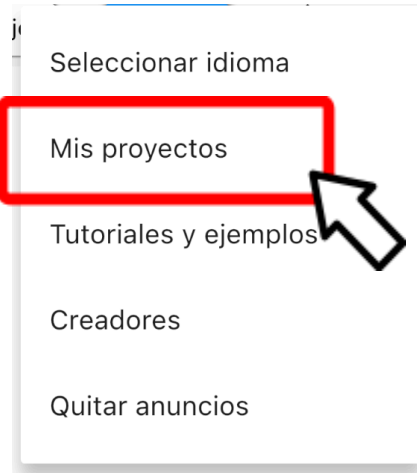 Seleccionar idioma
Mis proyectos
Tutoriales y ejemplos
Creadores
Quitar anuncios